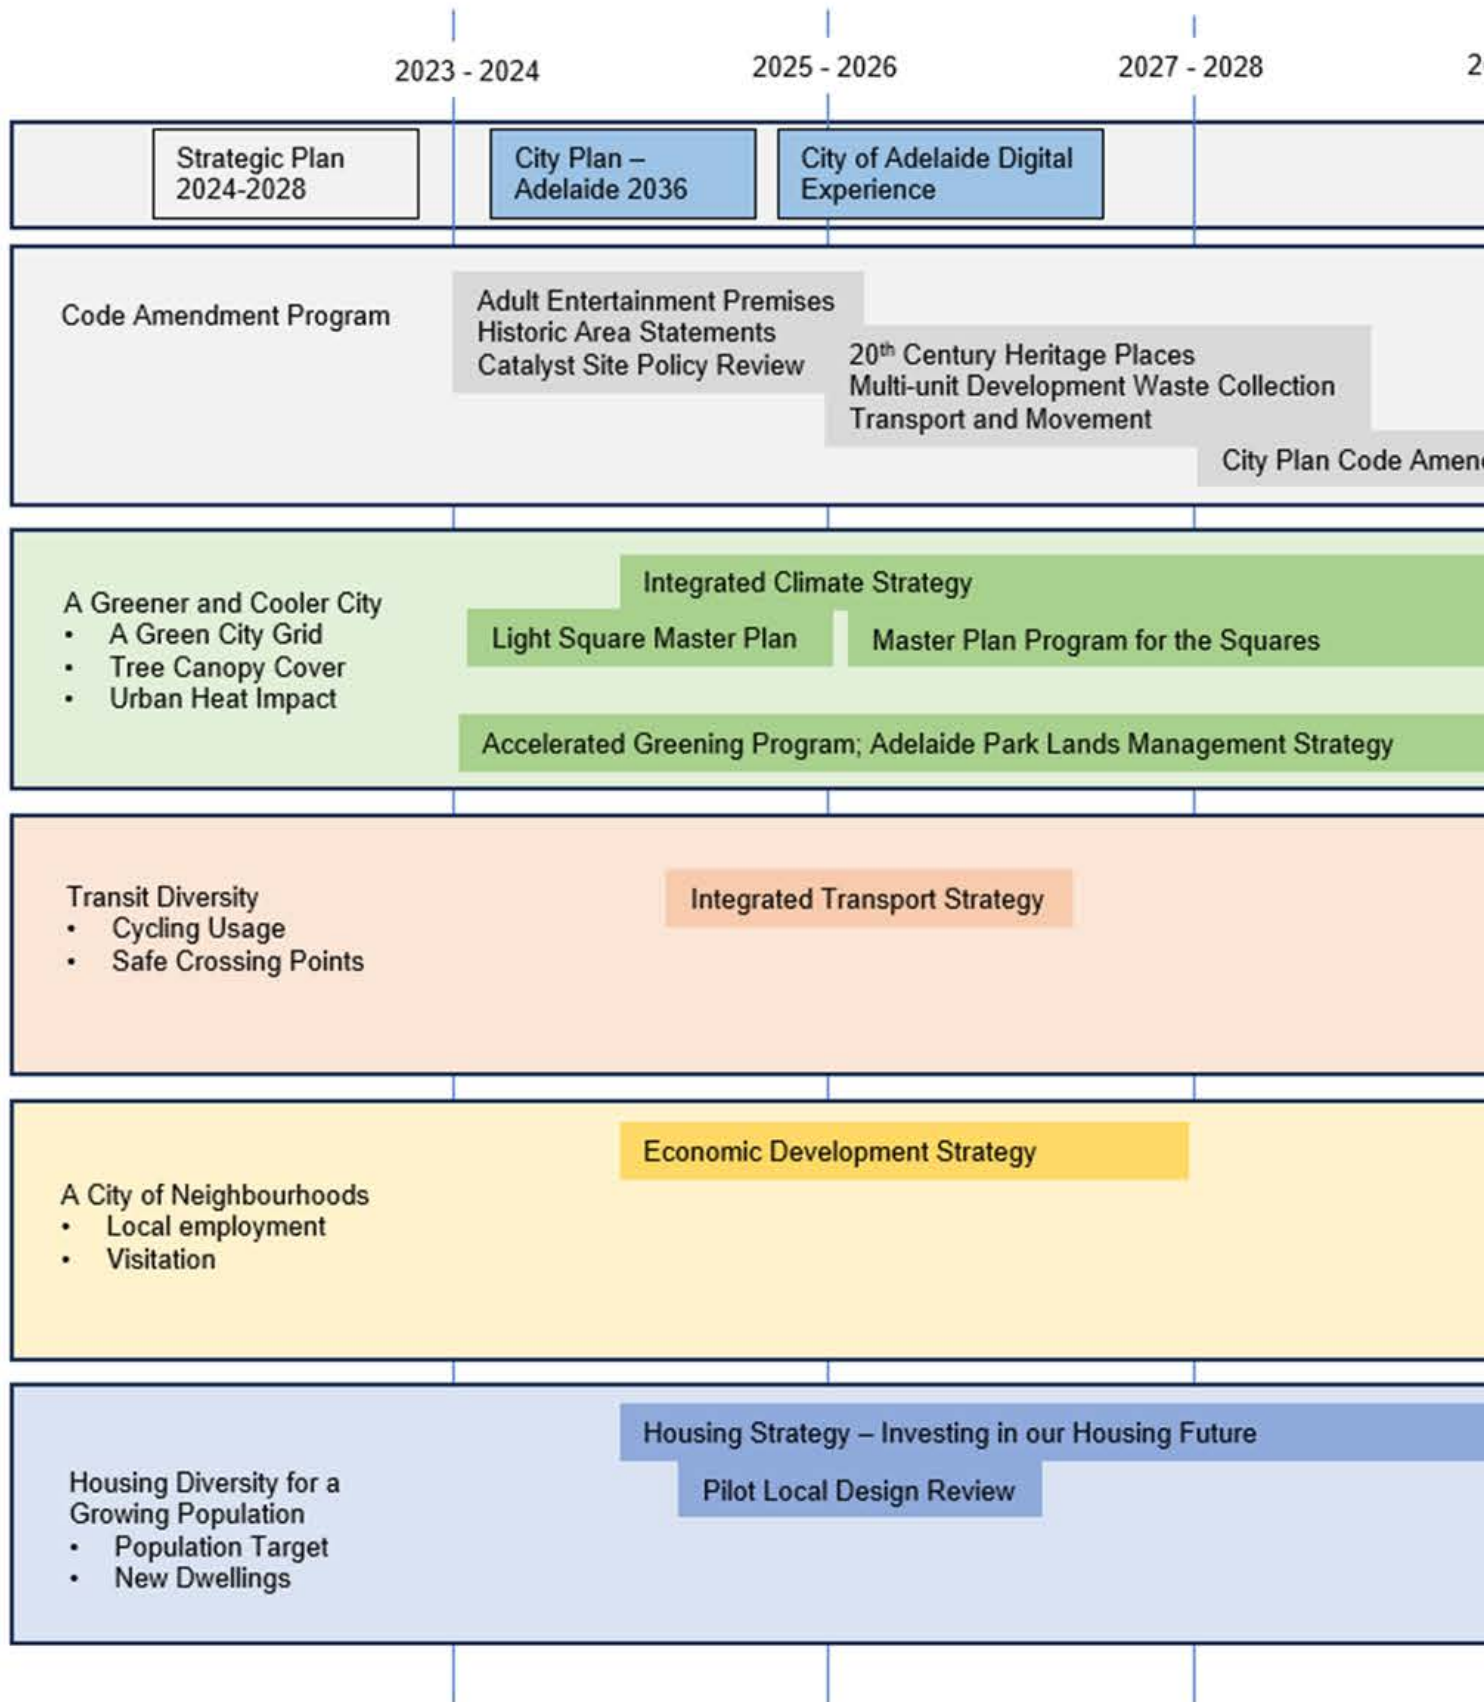 2023 - 2024
2025 - 2026
2027 - 2028
Strategic Plan
2024-2028
City Plan –
Adelaide 2036
City of Adelaide Digital
Experience
Code Amendment Program
Adult Entertainment Premises
Historic Area Statements
Catalyst Site Policy Review
20th Century Heritage Places
Multi-unit Development Waste Collection
Transport and Movement
City Plan Code
A Greener and Cooler City
• A Green City Grid
• Tree Canopy Cover
• Urban Heat Impact
Integrated Climate Strategy
Light Square Master Plan
Master Plan Program for the Squares
Accelerated Greening Program; Adelaide Park Lands Management Strategy
Transit Diversity
• Cycling Usage
• Safe Crossing Points
Integrated Transport Strategy
Economic Development Strategy
A City of Neighbourhoods
• Local employment
• Visitation
Housing Strategy – Investing in our Housing Future
Pilot Local Design Review
Housing Diversity for a
Growing Population
• Population Target
• New Dwellings